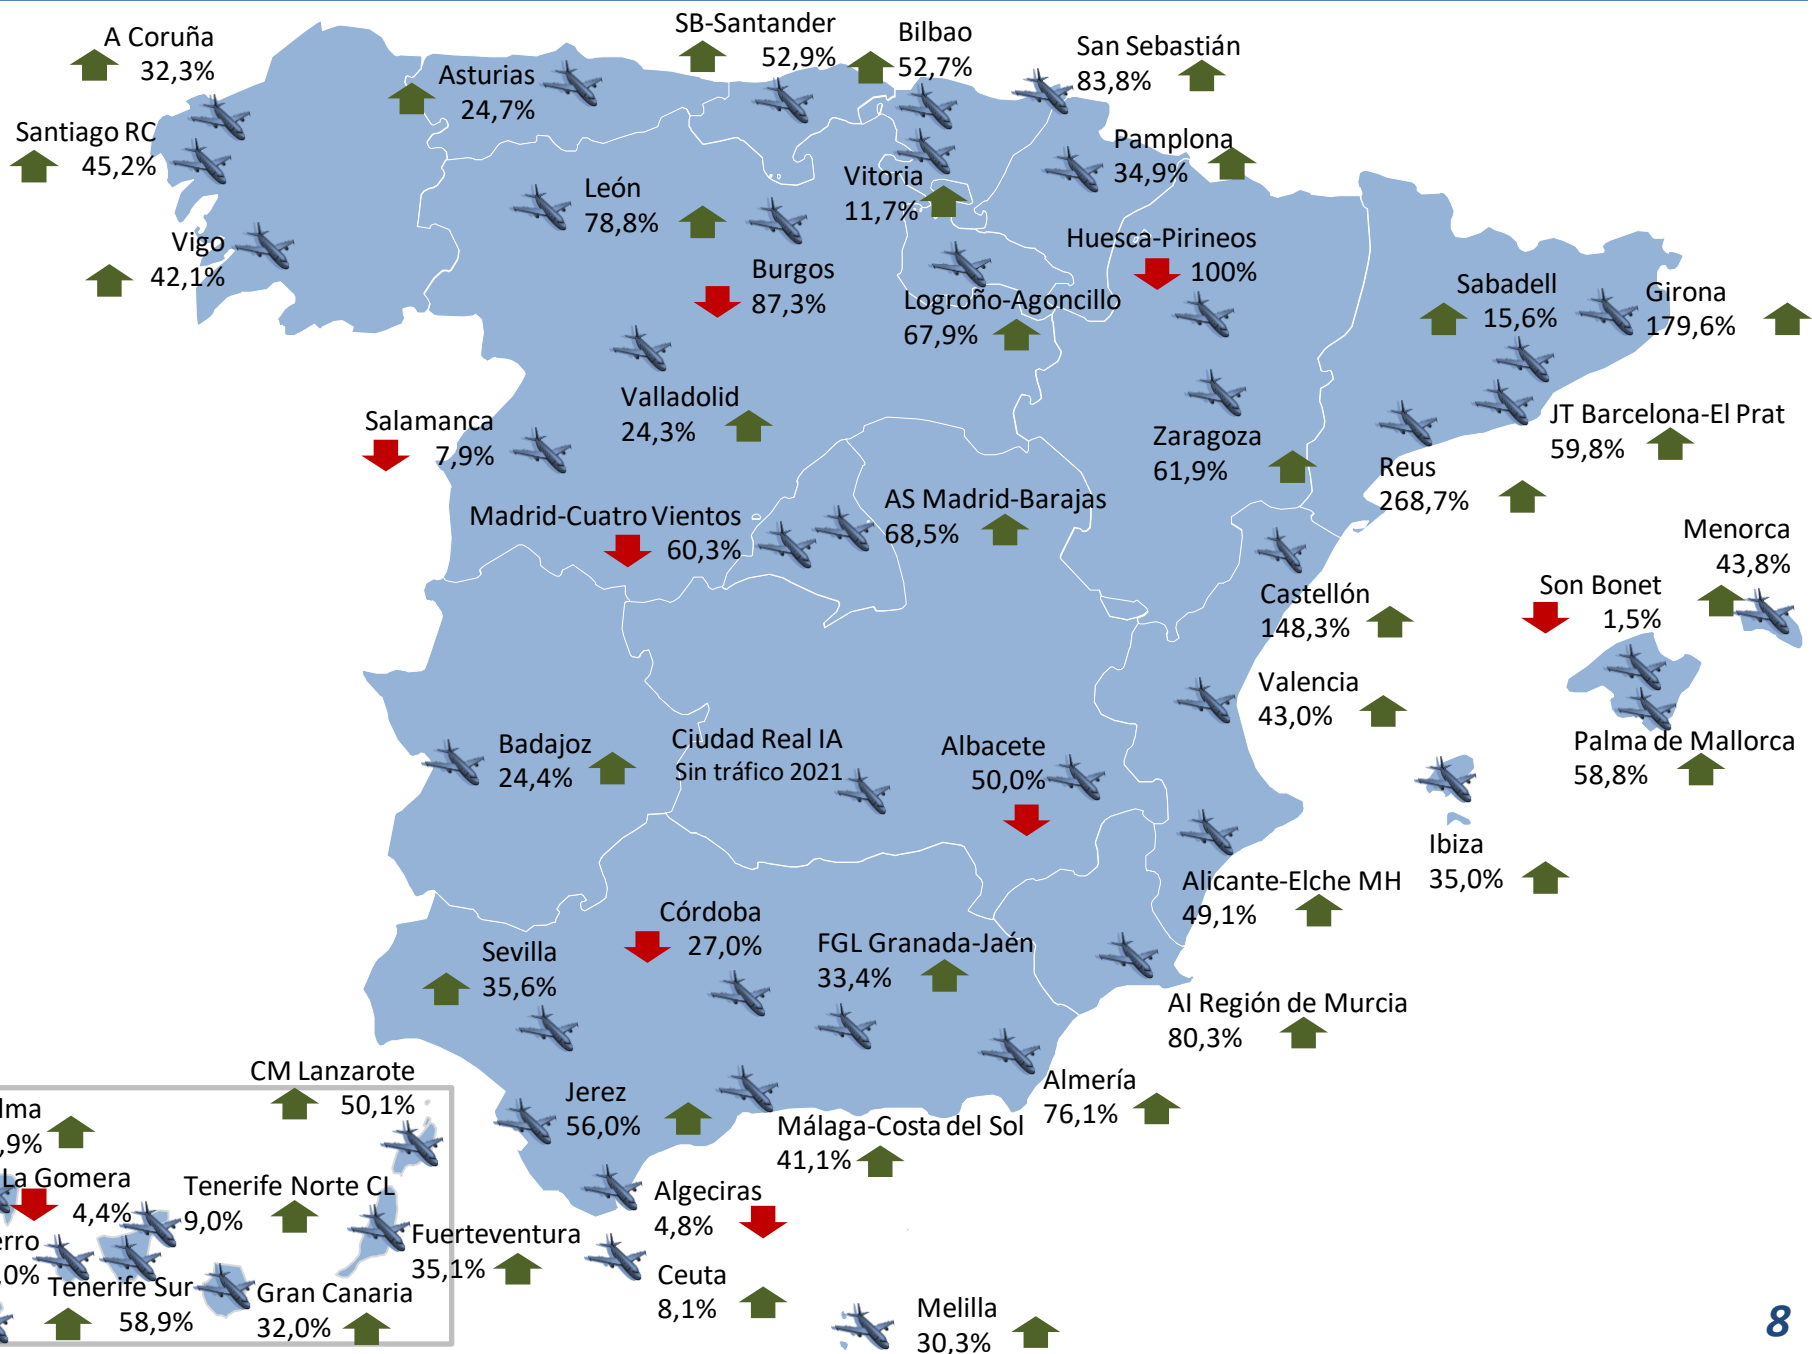 A Coruña
32,3%
SB-Santander
52,9%
Bilbao
52,7%
San Sebastián
83,8%
Asturias
24,7%
Santiago RC
45,2%
Pamplona
34,9%
León
78,8%
Vitoria
11,7%
Vigo
42,1%
Burgos
87,3%
Huesca-Pirineos
100%
Logroño-Agoncillo
67,9%
Sabadell
15,6%
Girona
179,6%
Valladolid
24,3%
Salamanca
7,9%
Zaragoza
61,9%
JT Barcelona-El Prat
59,8%
Reus
268,7%
Madrid-Cuatro Vientos
60,3%
AS Madrid-Barajas
68,5%
Menorca
43,8%
Son Bonet
1,5%
Castellón
148,3%
Valencia
43,0%
Palma de Mallorca
58,8%
Badajoz
24,4%
Ciudad Real IA
Sin tráfico 2021
Albacete
50,0%
Ibiza
35,0%
Alicante-Elche MH
49,1%
Córdoba
27,0%
Sevilla
35,6%
FGL Granada-Jaén
33,4%
AI Región de Murcia
80,3%
Almería
76,1%
Jerez
56,0%
Málaga-Costa del Sol
41,1%
CM Lanzarote
50,1%
lma
,9%
La Gomera
4,4%
Tenerife Norte CL
9,0%
erro
,0%
Tenerife Sur
58,9%
Gran Canaria
32,0%
Fuerteventura
35,1%
Algeciras
4,8%
Ceuta
8,1%
Melilla
30,3%
8